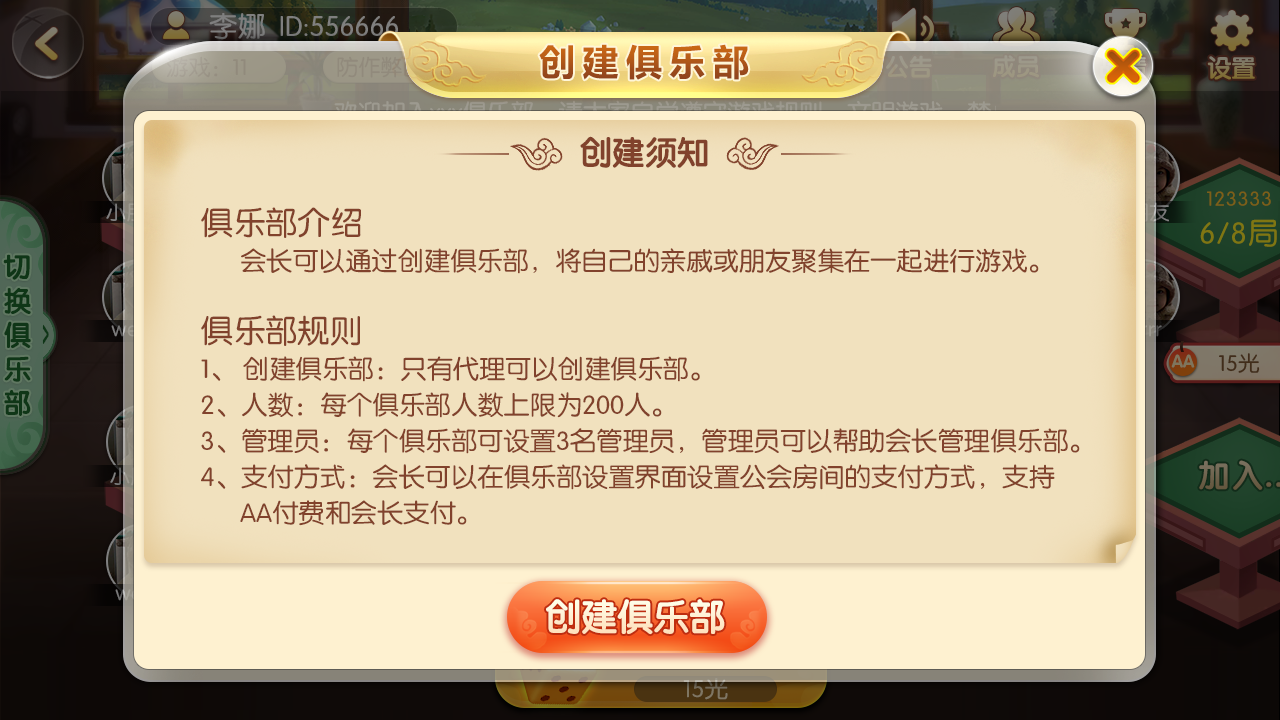 李娜 ID:556666
创建俱乐部
公告
成员
设置
游戏：11
创建须知
俱乐部介绍
会长可以通过创建俱乐部，将自己的亲戚或朋友聚集在一起进行游戏。
俱乐部规则
1、 创建俱乐部：只有代理可以创建俱乐部。
2、人数：每个俱乐部人数上限为200人。
3、管理员：每个俱乐部可设置3名管理员，管理员可以帮助会长管理俱乐部。
4、支付方式：会长可以在俱乐部设置界面设置公会房间的支付方式，支持
AA付费和会长支付。
创建俱乐部
切换俱乐部
123333
6/8局
AA 15光
加入..
15光